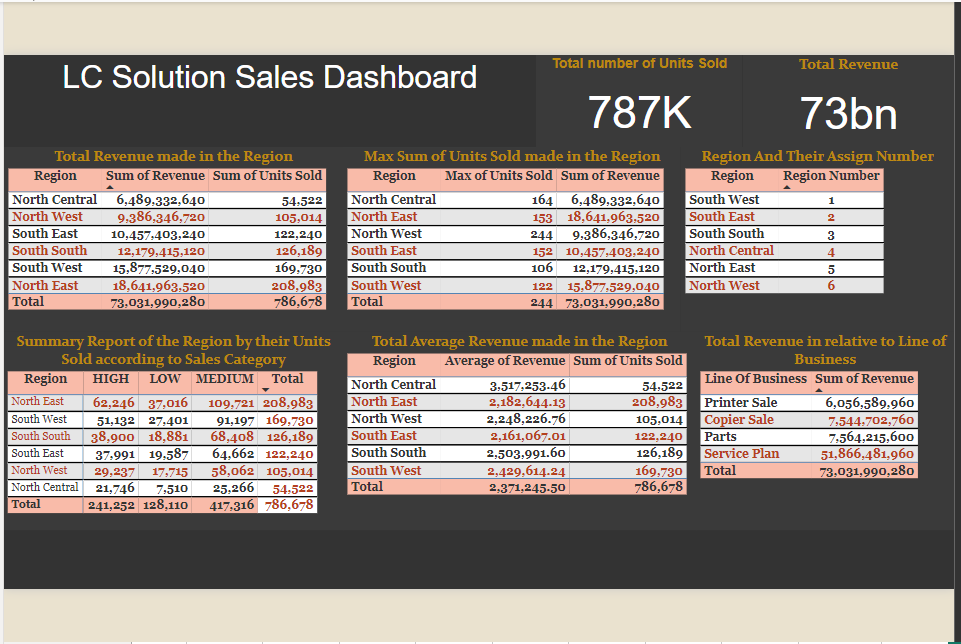 LC Solution Sales Dashboard
Total number of Units Sold
787K
Total Revenue
73bn
Total Revenue made in the Region
Region Sum of Revenue Sum of Units Sold
North Central 6,489,332,640 54,522
North West 9,386,346,720 105,014
South East 10,457,403,240 122,240
South South 12,179,415,120 126,189
South West 15,877,529,040 169,730
North East 18,641,963,520 208,983
Total 73,031,990,280 786,678
Max Sum of Units Sold made in the Region
Region Max of Units Sold Sum of Revenue
North Central 164 6,489,332,640
North East 153 18,641,963,520
North West 244 9,386,346,720
South East 152 10,457,403,240
South South 106 12,179,415,120
South West 122 15,877,529,040
Total 244 73,031,990,280
Region And Their Assign Number
Region Region Number
South West 1
South East 2
South South 3
North Central 4
North East 5
North West 6
Summary Report of the Region by their Units
Sold according to Sales Category
Region HIGH LOW MEDIUM Total
North East 62,246 37,016 109,721 208,983
South West 51,132 27,401 91,197 169,730
South South 38,900 18,881 68,408 126,189
South East 37,991 19,587 64,662 122,240
North West 29,237 17,715 58,062 105,014
North Central 21,746 7,510 25,266 54,522
Total 241,252 128,110 417,316 786,678
Total Average Revenue made in the Region
Region Average of Revenue Sum of Units Sold
North Central 3,517,253.46 54,522
North East 2,182,644.13 208,983
North West 2,248,226.76 105,014
South East 2,161,067.01 122,240
South South 2,503,991.60 126,189
South West 2,429,614.24 169,730
Total 2,371,245.50 786,678
Total Revenue in relative to Line of
Business
Line Of Business Sum of Revenue
Printer Sale 6,056,589,960
Copier Sale 7,544,702,760
Parts 7,564,215,600
Service Plan 51,866,481,960
Total 73,031,990,280